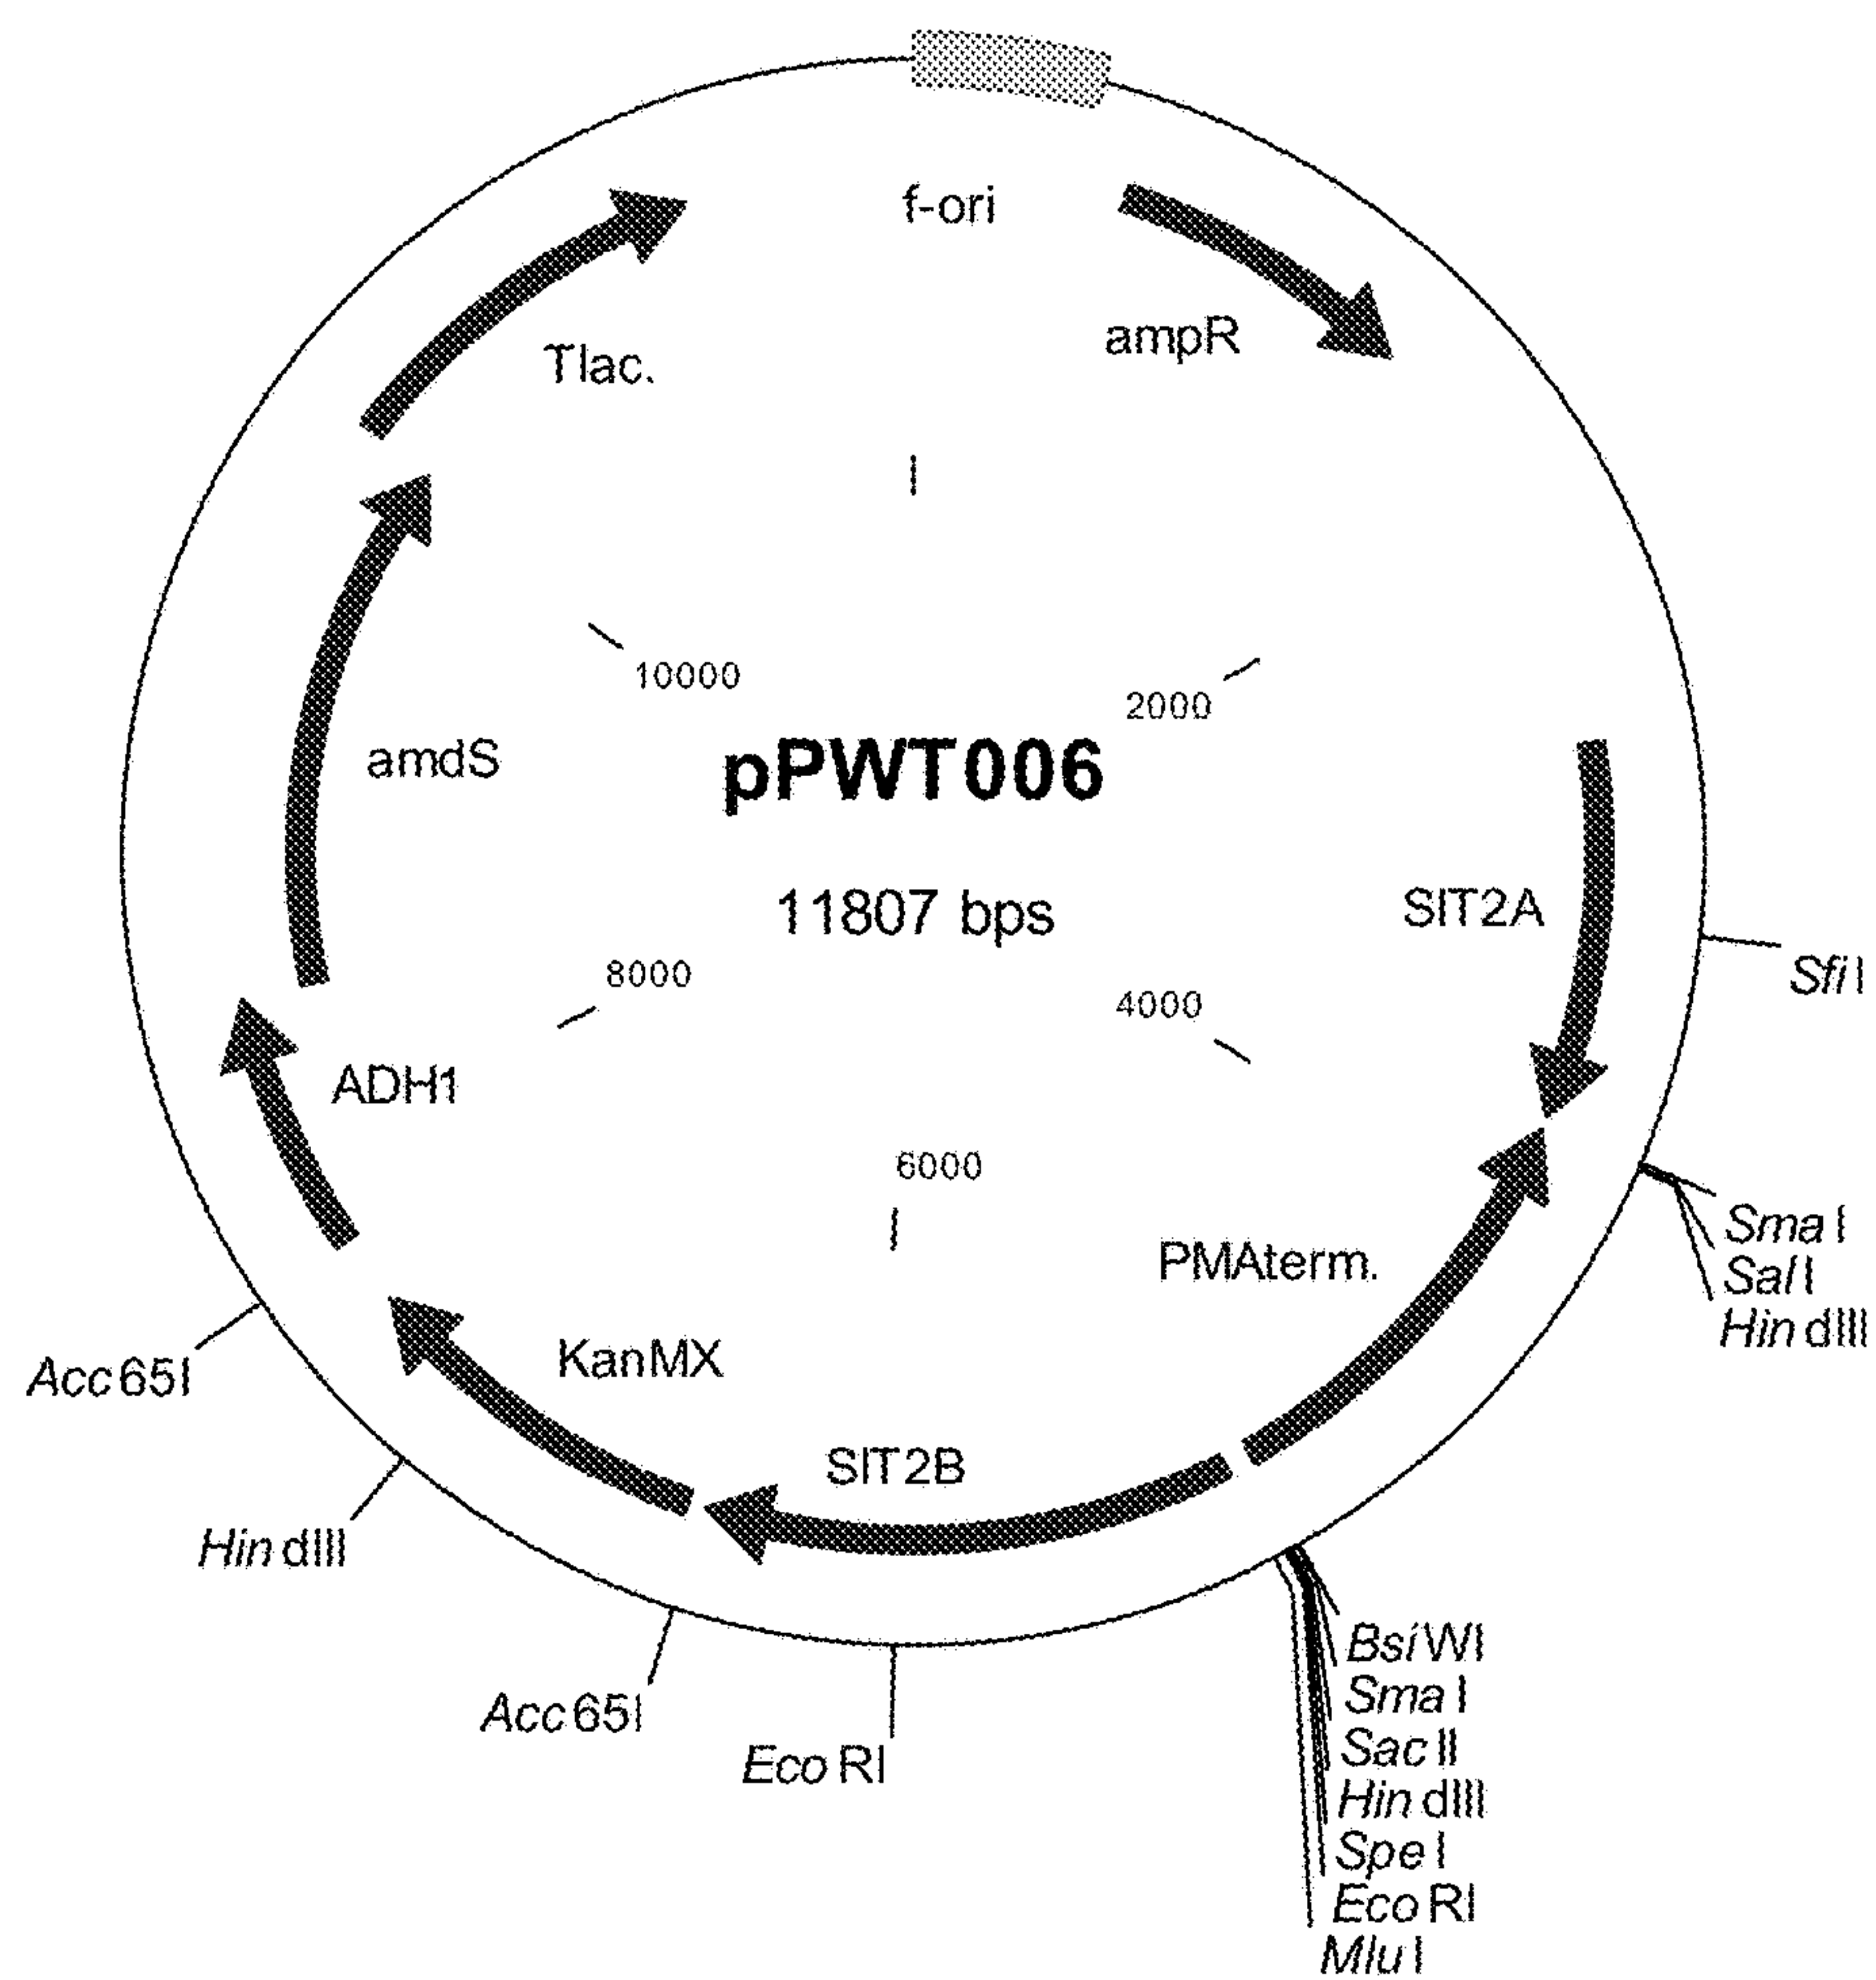 f-ori
ampR
Tlac.
10000
2000
pPWT006
amdS
11807 bps
SIT2A
SfiI
8000
4000
ADH1
6000
SmaI
SalI
HindIII
PMAterm.
KanMX
Acc65I
SIT2B
HindIII
BsiWI
SmaI
Acc65I
SacII
EcoRI
HindIII
SpeI
EcoRI
MluI